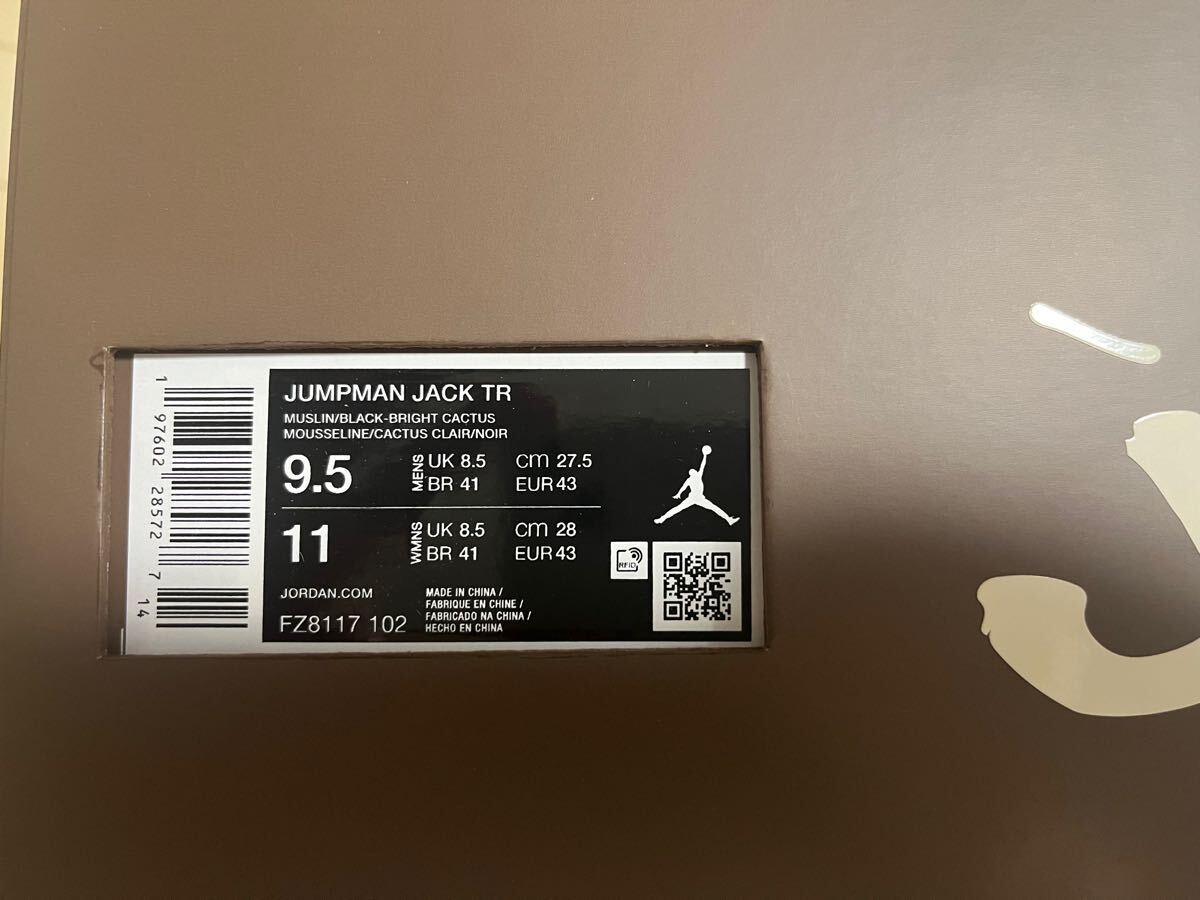 1 97602 28572 7 14
JUMPMAN JACK TR
MUSLIN/BLACK-BRIGHT CACTUS
MOUSSELINE/CACTUS CLAIR/NOIR
9.5 MENS UK 8.5 cm 27.5
BR 41 EUR 43
11 WMNS UK 8.5 cm 28
BR 41 EUR 43
RFID
JORDAN.COM
FZ8117 102
MADE IN CHINA /
FABRIQUE EN CHINE /
FABRICADO NA CHINA /
HECHO EN CHINA